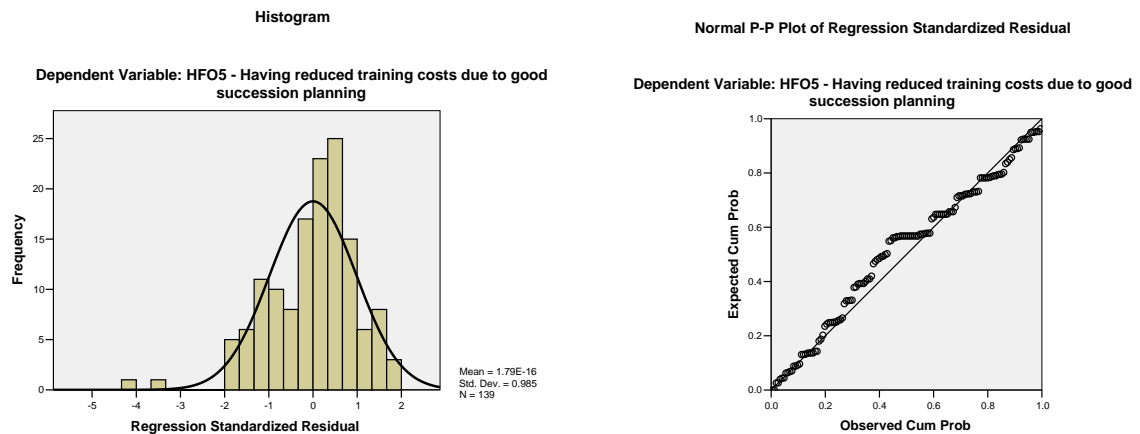 Histogram
Dependent Variable: HFO5 - Having reduced training costs due to good
succession planning
25
20
15
10
5
0
Frequency
-5 -4 -3 -2 -1 0 1 2
Regression Standardized Residual
Mean = 1.79E-16
Std. Dev. = 0.985
N = 139
Normal P-P Plot of Regression Standardized Residual
Dependent Variable: HFO5 - Having reduced training costs due to good
succession planning
1.0
0.8
0.6
0.4
0.2
0.0
Expected Cum Prob
0.0 0.2 0.4 0.6 0.8 1.0
Observed Cum Prob